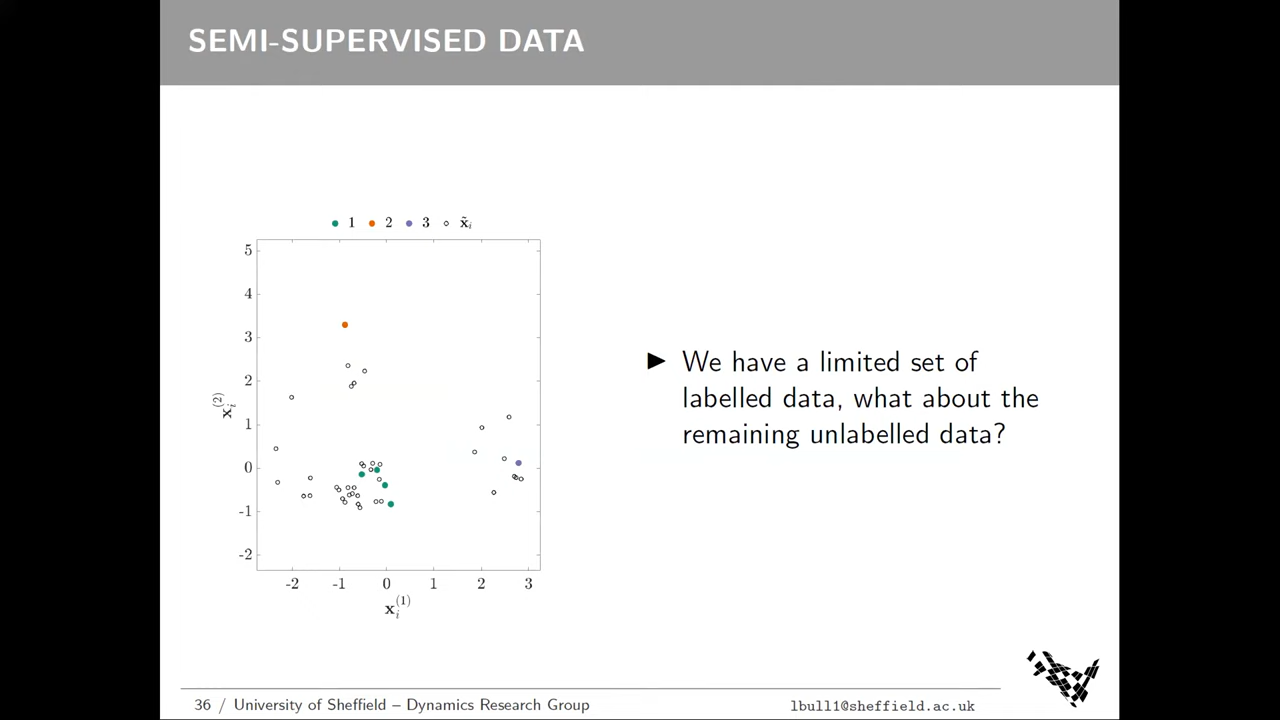 SEMI-SUPERVISED DATA
1 2 3 x̃ᵢ
5
4
3
2
1
0
-1
-2
xᵢ⁽²⁾
-2 -1 0 1 2 3
xᵢ⁽¹⁾
▶ We have a limited set of
labelled data, what about the
remaining unlabelled data?
36 / University of Sheffield – Dynamics Research Group
lbull1@sheffield.ac.uk